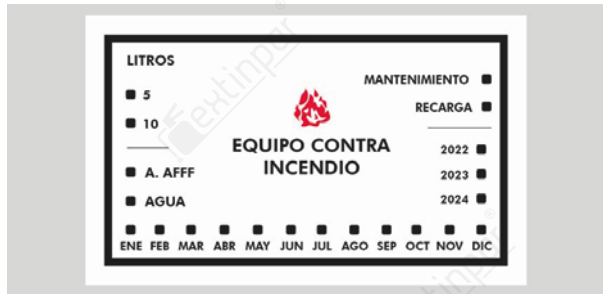 LITROS
5
10
A. AFFF
AGUA
EQUIPO CONTRA
INCENDIO
MANTENIMIENTO
RECARGA
2022
2023
2024
ENE FEB MAR ABR MAY JUN JUL AGO SEP OCT NOV DIC
extinpar